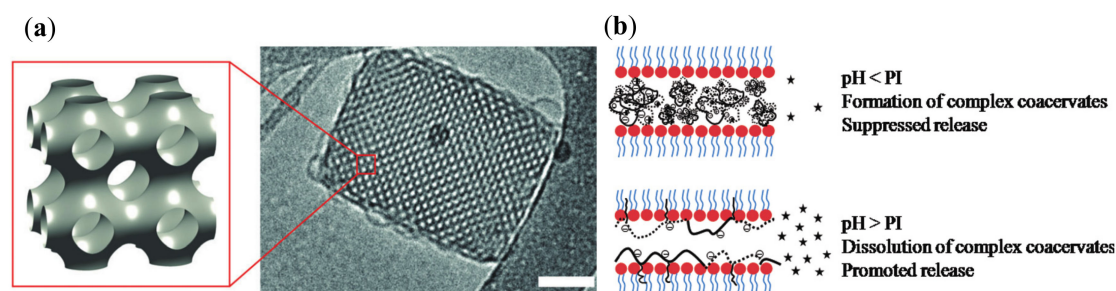 (a)
(b)
pH < PI
Formation of complex coacervates
Suppressed release
pH > PI
Dissolution of complex coacervates
Promoted release